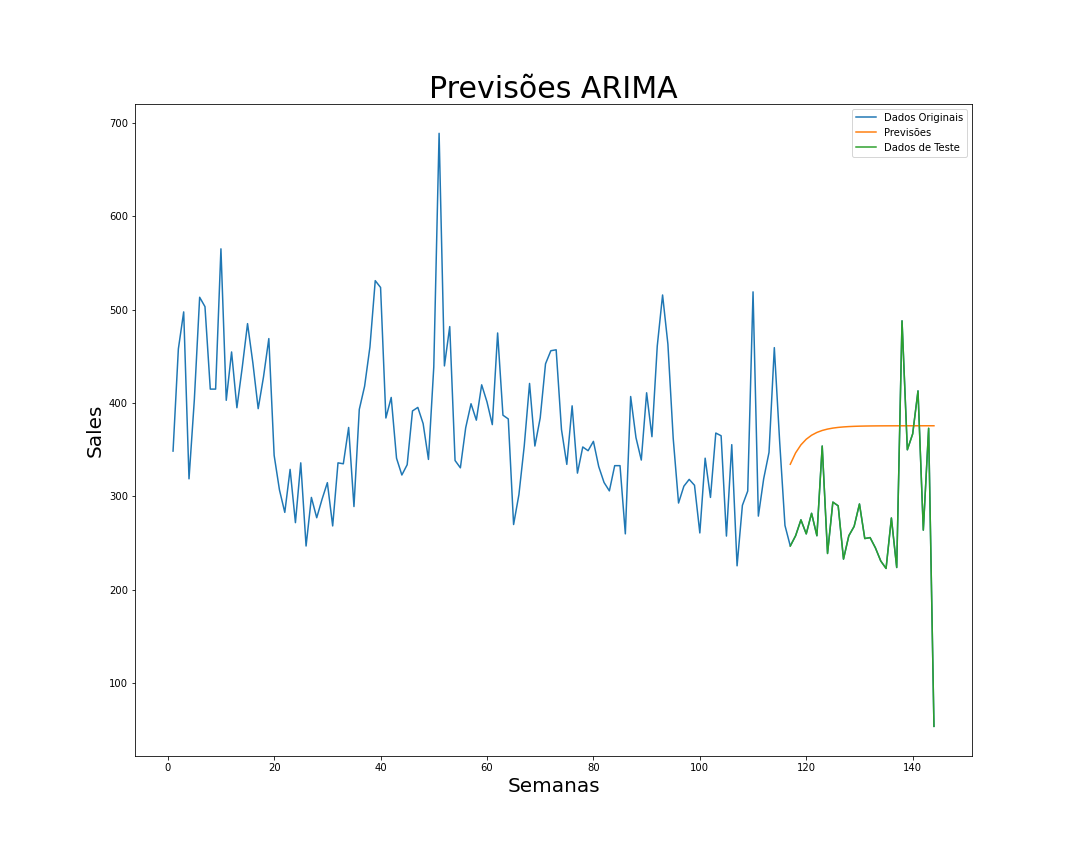 Previsões ARIMA
Dados Originais
Previsões
Dados de Teste
700
600
500
400
300
200
100
Sales
0 20 40 60 80 100 120 140
Semanas